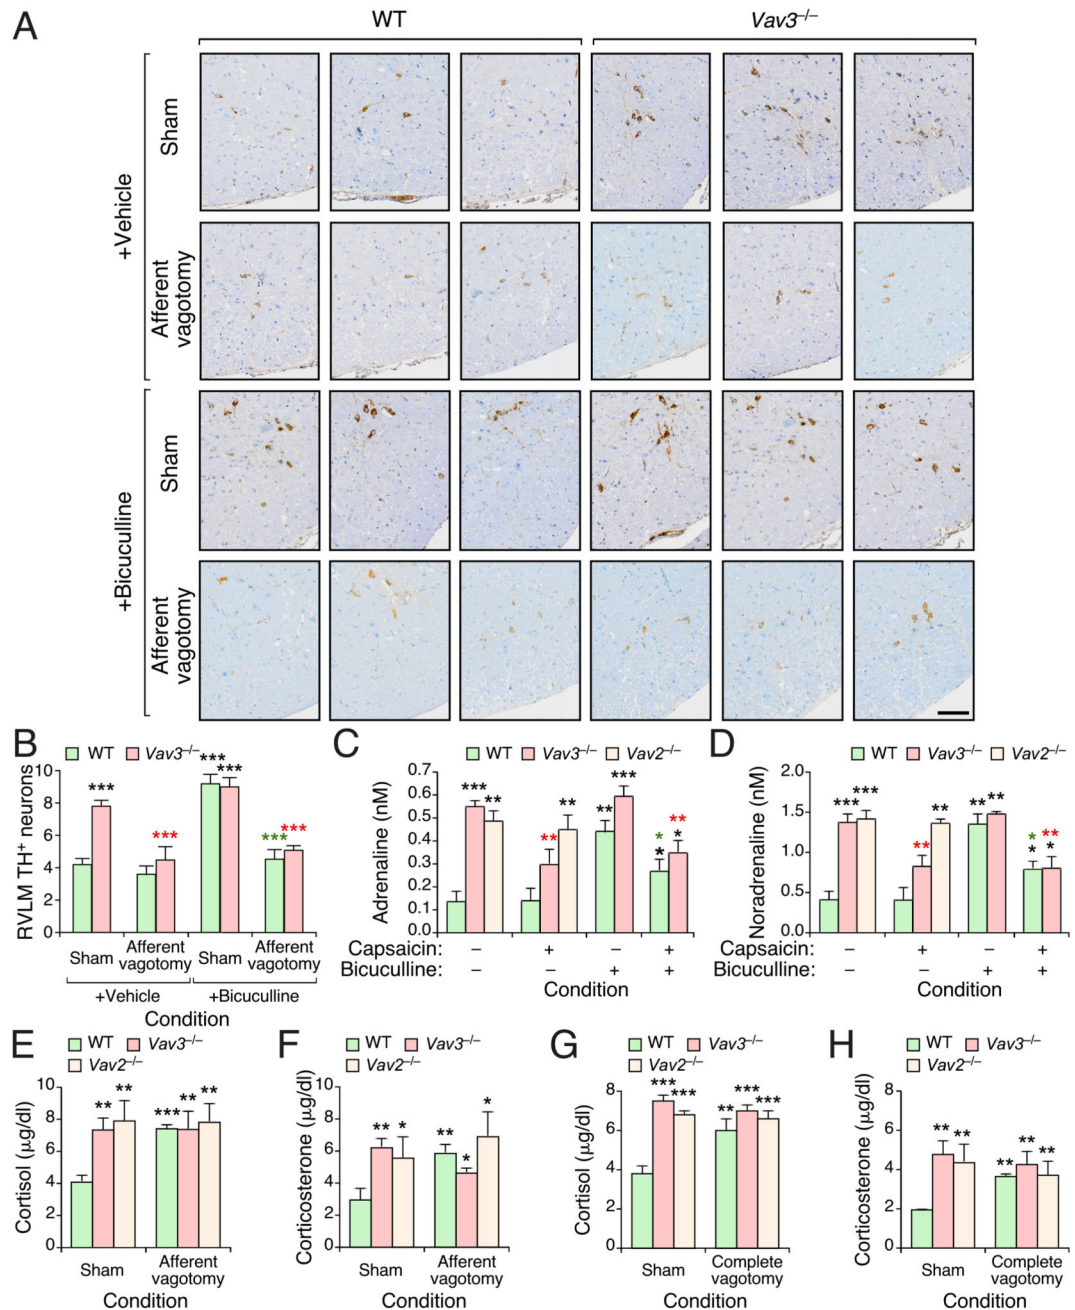 A
WT
Vav3–/–
+Vehicle
Sham
Afferent
vagotomy
+Bicuculline
Sham
Afferent
vagotomy
B
WT Vav3–/–
RVLM TH+ neurons
10
8
6
4
2
0
*** *** *** *** *** ***
Sham
Afferent
vagotomy
Sham
Afferent
vagotomy
+Vehicle
+Bicuculline
Condition
C
WT Vav3–/– Vav2–/–
Adrenaline (nM)
0.7
0.6
0.4
0.3
0.2
0.1
0.0
*** ** ** ** ** *** * * ** *
Capsaicin: – + – +
Bicuculline: – – + +
Condition
D
WT Vav3–/– Vav2–/–
Noradrenaline (nM)
2.0
1.5
1.0
0.5
0.0
*** *** ** ** ** ** * * ** *
Capsaicin: – + – +
Bicuculline: – – + +
Condition
E
WT Vav3–/–
Vav2–/–
Cortisol (µg/dl)
10
8
6
4
2
0
** ** *** ** **
Sham
Afferent
vagotomy
Condition
F
WT Vav3–/–
Vav2–/–
Corticosterone (µg/dl)
10
8
6
4
2
0
** * ** * *
Sham
Afferent
vagotomy
Condition
G
WT Vav3–/–
Vav2–/–
Cortisol (µg/dl)
8
6
4
2
0
*** *** ** *** ***
Sham
Complete
vagotomy
Condition
H
WT Vav3–/–
Vav2–/–
Corticosterone (µg/dl)
8
6
4
2
0
** ** ** ** **
Sham
Complete
vagotomy
Condition